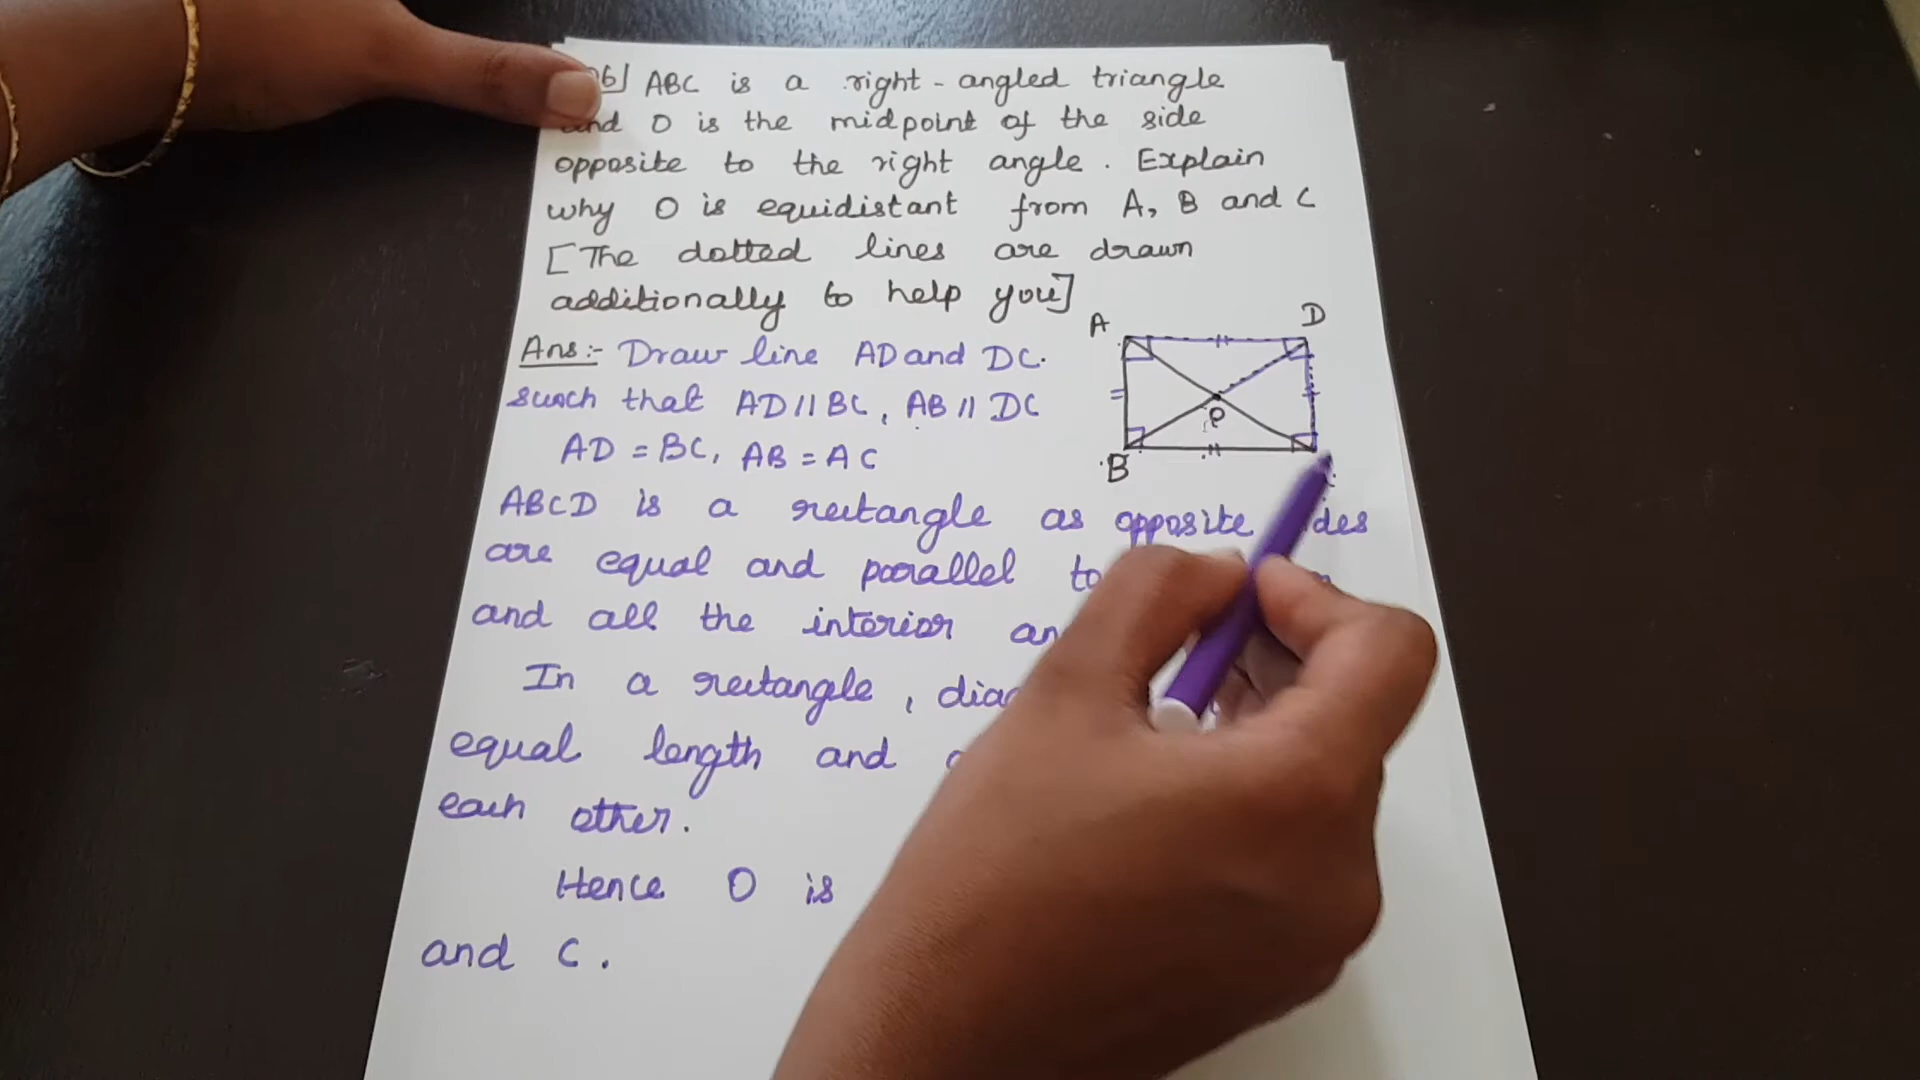 6] ABC is a right-angled triangle
and O is the midpoint of the side
opposite to the right angle. Explain
why O is equidistant from A, B and C
[The dotted lines are drawn
additionally to help you]
A D
Ans:- Draw line AD and DC.
such that AD // BC, AB // DC
O
AD = BC, AB = AC
B
ABCD is a rectangle as opposite
are equal and parallel to
and all the interior
In a rectangle,
equal length and
each other.
Hence O is
and C.